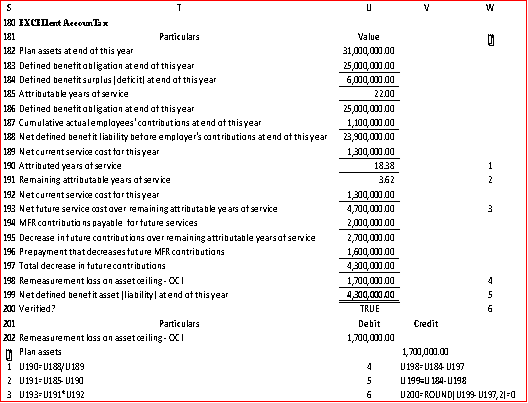 S T U V W
180 EXCELlent AccounTax
181 Particulars Value
182 Plan assets at end of this year 31,000,000.00
183 Defined benefit obligation at end of this year 25,000,000.00
184 Defined benefit surplus (deficit) at end of this year 6,000,000.00
185 Attributable years of service 22.00
186 Defined benefit obligation at end of this year 25,000,000.00
187 Cumulative actual employees' contributions at end of this year 1,100,000.00
188 Net defined benefit liability before employer's contributions at end of this year 23,900,000.00
189 Net current service cost for this year 1,300,000.00
190 Attributed years of service 18.38 1
191 Remaining attributable years of service 3.62 2
192 Net current service cost for this year 1,300,000.00
193 Net future service cost over remaining attributable years of service 4,700,000.00 3
194 MFR contributions payable for future services 2,000,000.00
195 Decrease in future contributions over remaining attributable years of service 2,700,000.00
196 Prepayment that decreases future MFR contributions 1,600,000.00
197 Total decrease in future contributions 4,300,000.00
198 Remeasurement loss on asset ceiling - OCI 1,700,000.00 4
199 Net defined benefit asset (liability) at end of this year 4,300,000.00 5
200 Verified? TRUE 6
201 Particulars Debit Credit
202 Remeasurement loss on asset ceiling - OCI 1,700,000.00
Plan assets 1,700,000.00
1 U190=U188/U189 4 U198=U184-U197
2 U191=U185-U190 5 U199=U184-U198
3 U193=U191*U192 6 U200=ROUND(U199-U197,2)=0